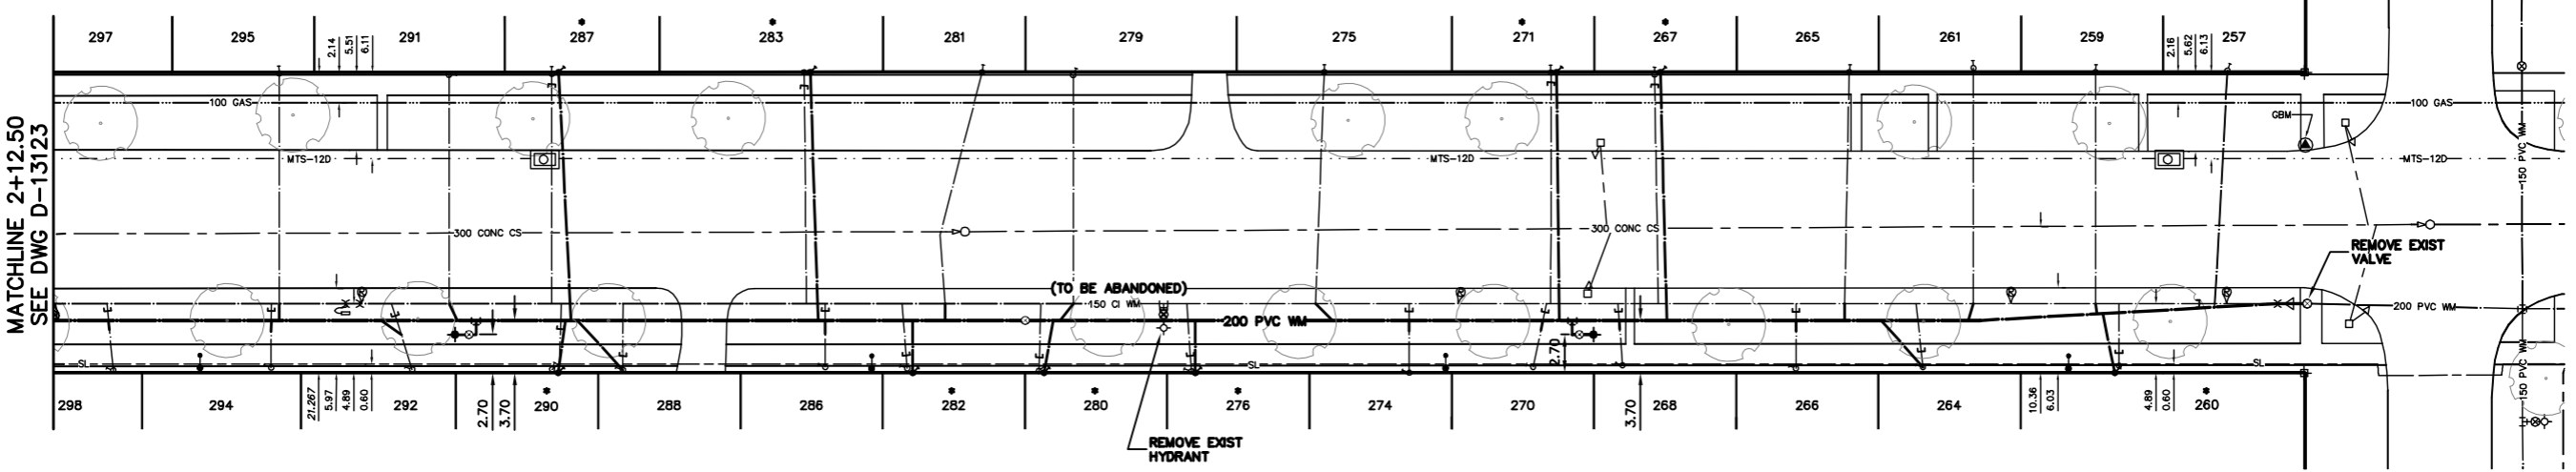 MATCHLINE 2+12.50
SEE DWG D-13123
297 295 291 287 283 281 279 275 271 267 265 261 259 257
* * * *
2.14
5.51
6.11
2.16
5.62
6.13
100 GAS
100 GAS
GBM
MTS-12D
MTS-12D
MTS-12D
150 PVC WM
300 CONC CS
300 CONC CS
REMOVE EXIST
VALVE
(TO BE ABANDONED)
150 CI WM
200 PVC WM
200 PVC WM
2.70
SL
SL
SL
150 PVC WM
* * * * *
298 294 292 290 288 286 282 280 276 274 270 268 266 264 260
21.267
5.97
4.89
0.60
2.70
3.70
3.70
10.36
6.03
4.89
0.60
REMOVE EXIST
HYDRANT